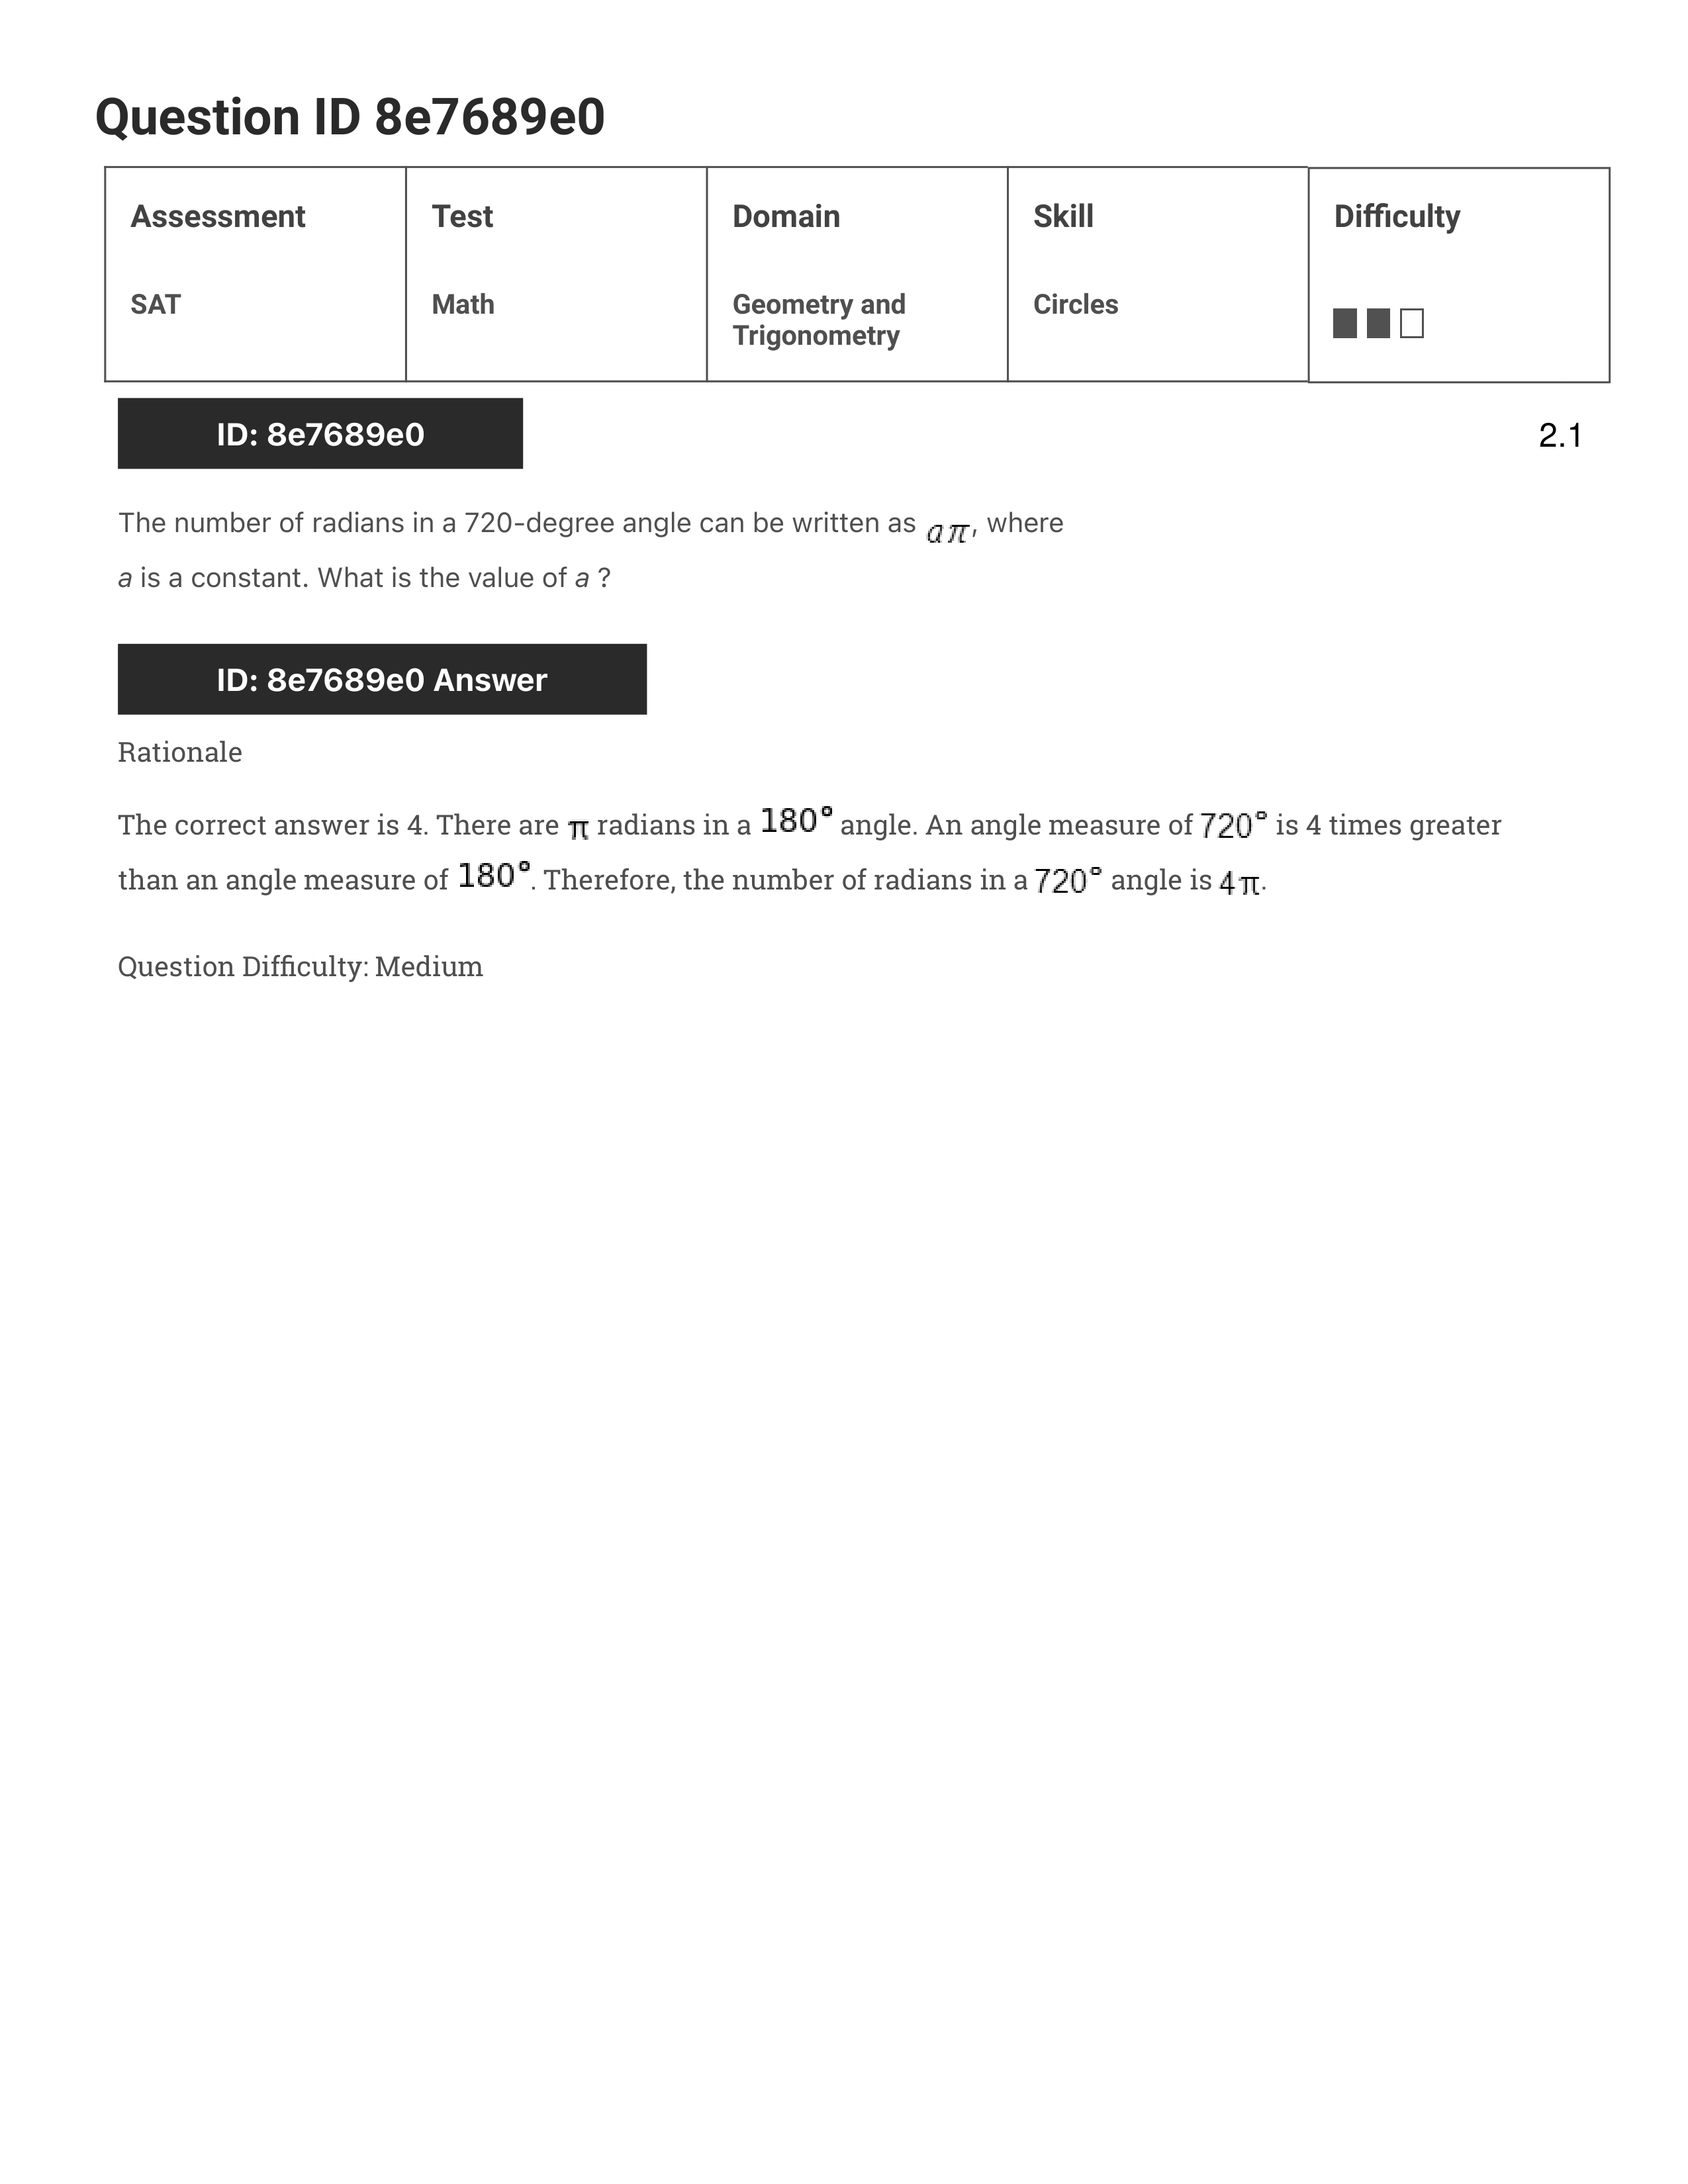 Question ID 8e7689e0
Assessment Test Domain Skill Difficulty
SAT Math Geometry and Circles
Trigonometry
ID: 8e7689e0 2.1
The number of radians in a 720-degree angle can be written as aπ, where
a is a constant. What is the value of a ?
ID: 8e7689e0 Answer
Rationale
The correct answer is 4. There are π radians in a 180° angle. An angle measure of 720° is 4 times greater
than an angle measure of 180°. Therefore, the number of radians in a 720° angle is 4π.
Question Difficulty: Medium